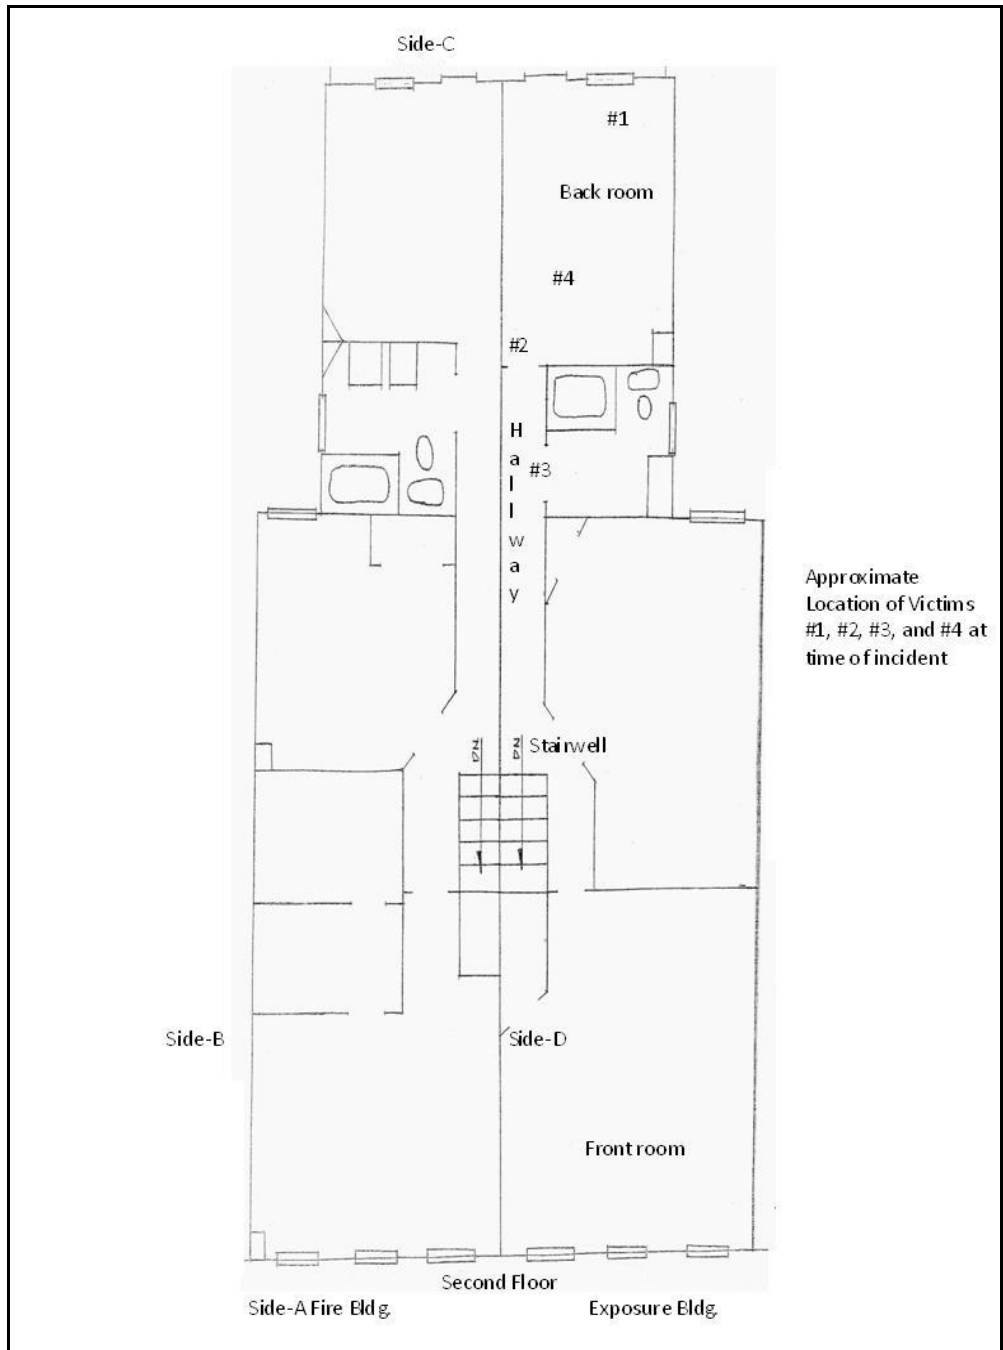 Side-C
#1
Back room
#4
#2
Hallway
#3
Approximate
Location of Victims
#1, #2, #3, and #4 at
time of incident
Stairwell
Side-B
Side-D
Front room
Second Floor
Side-A Fire Bldg.
Exposure Bldg.